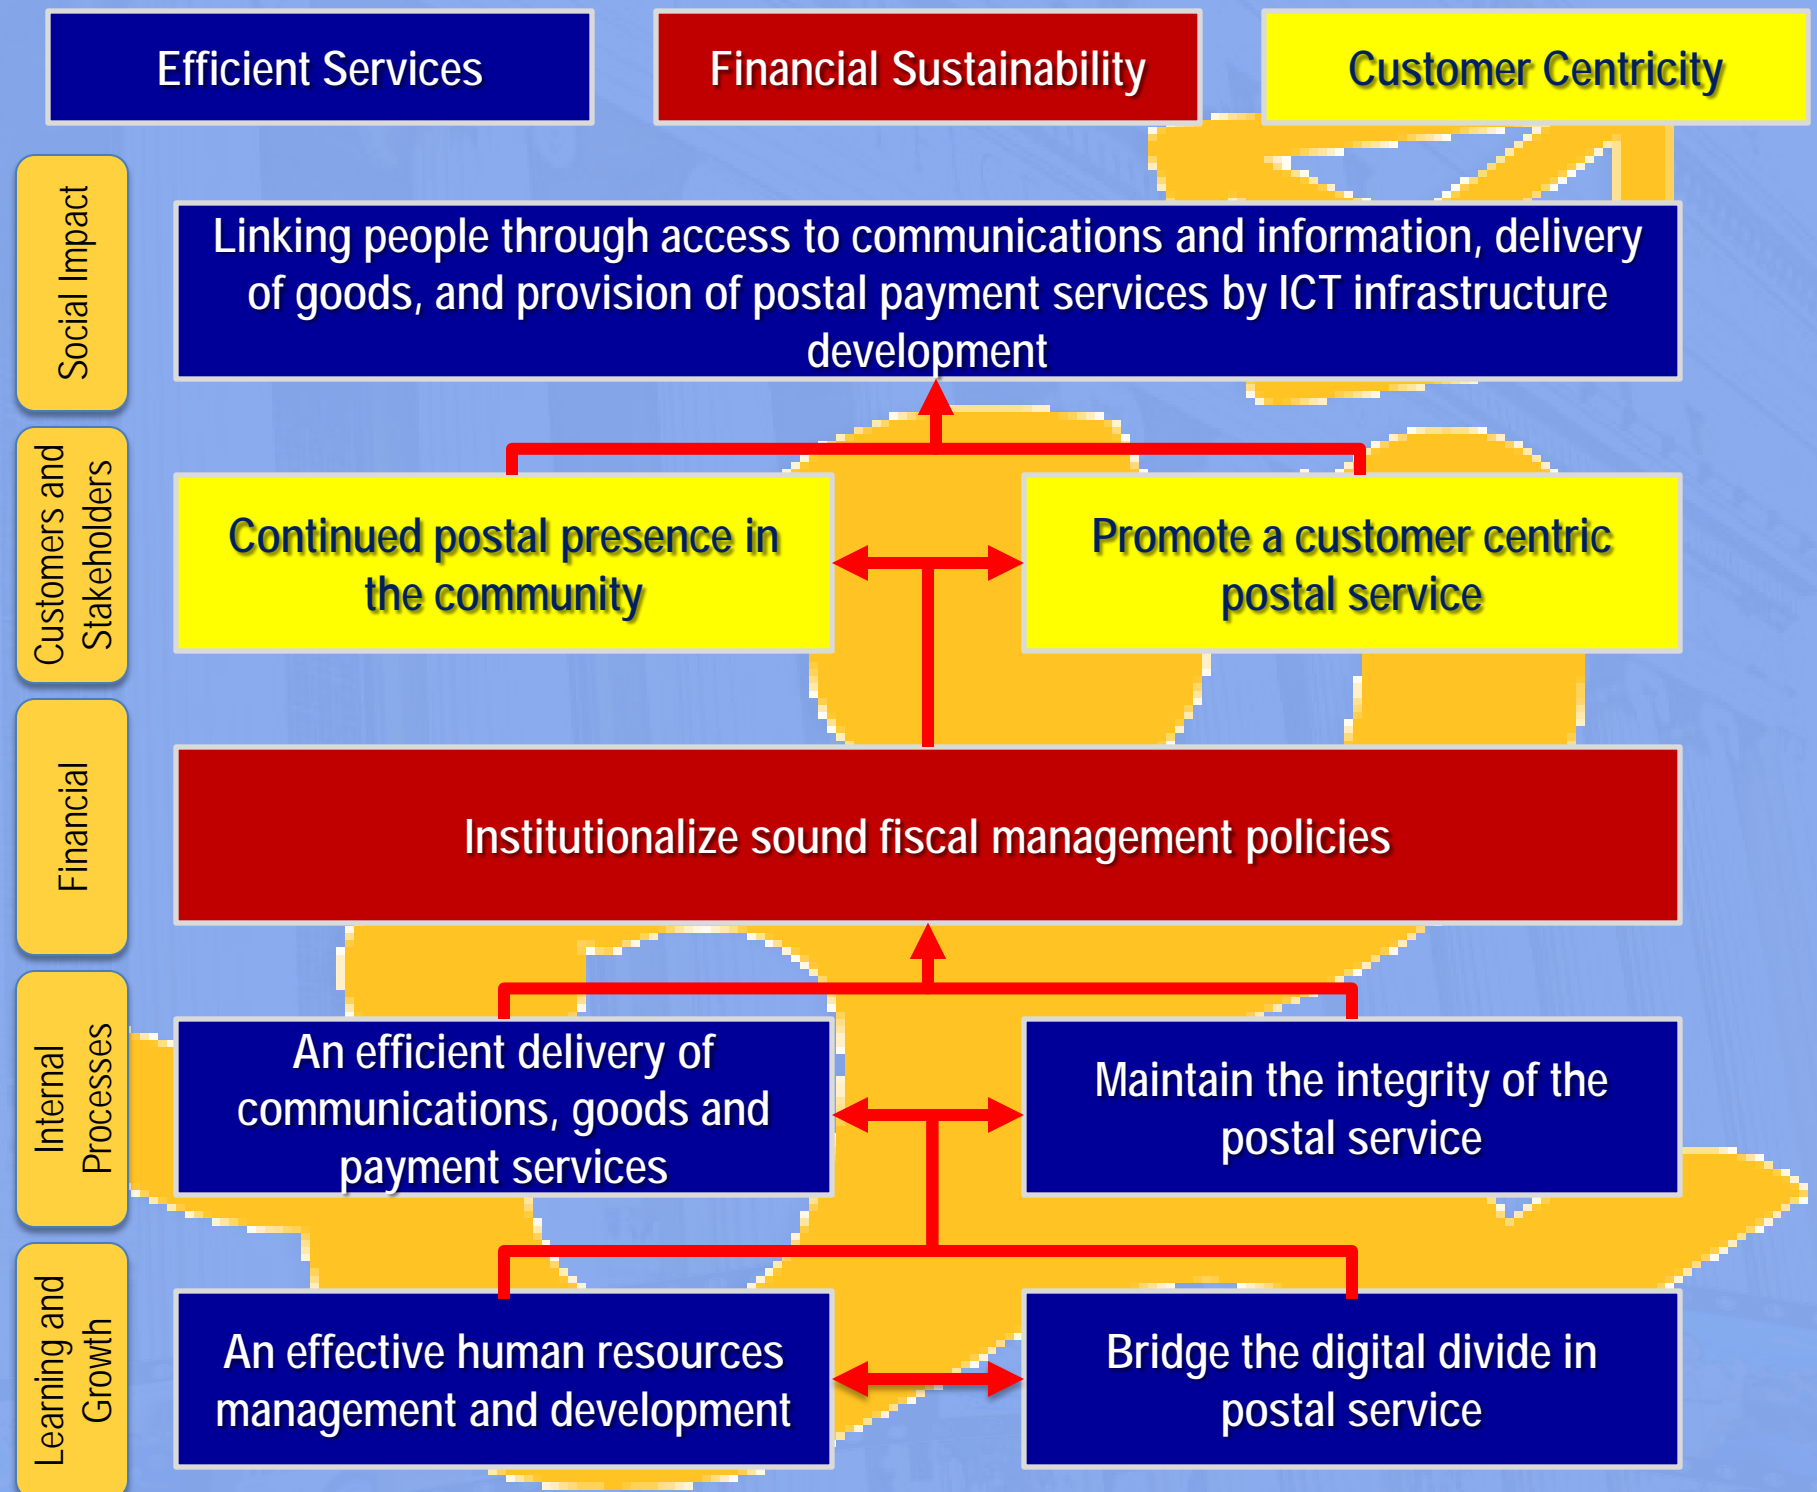 Efficient Services
Financial Sustainability
Customer Centricity
Social Impact
Linking people through access to communications and information, delivery
of goods, and provision of postal payment services by ICT infrastructure
development
Customers and
Stakeholders
Continued postal presence in
the community
Promote a customer centric
postal service
Financial
Institutionalize sound fiscal management policies
Internal
Processes
An efficient delivery of
communications, goods and
payment services
Maintain the integrity of the
postal service
Learning and
Growth
An effective human resources
management and development
Bridge the digital divide in
postal service